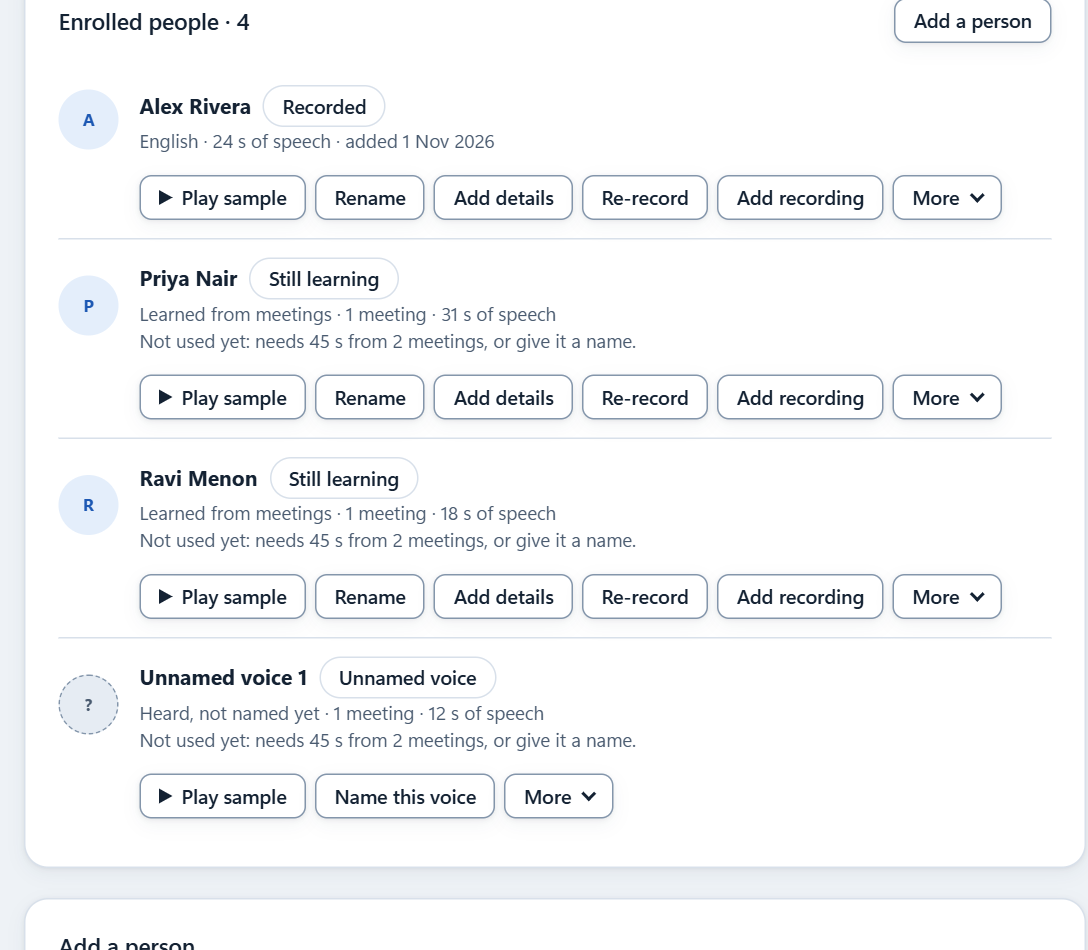 Enrolled people · 4
Add a person
A
Alex Rivera
Recorded
English · 24 s of speech · added 1 Nov 2026
Play sample
Rename
Add details
Re-record
Add recording
More
P
Priya Nair
Still learning
Learned from meetings · 1 meeting · 31 s of speech
Not used yet: needs 45 s from 2 meetings, or give it a name.
Play sample
Rename
Add details
Re-record
Add recording
More
R
Ravi Menon
Still learning
Learned from meetings · 1 meeting · 18 s of speech
Not used yet: needs 45 s from 2 meetings, or give it a name.
Play sample
Rename
Add details
Re-record
Add recording
More
?
Unnamed voice 1
Unnamed voice
Heard, not named yet · 1 meeting · 12 s of speech
Not used yet: needs 45 s from 2 meetings, or give it a name.
Play sample
Name this voice
More
Add a person